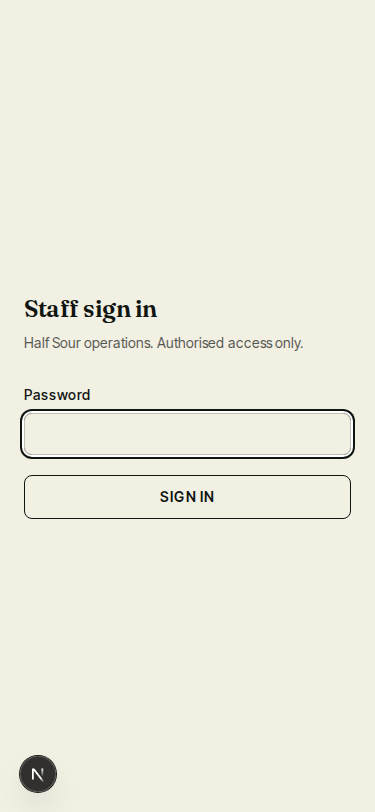 Staff sign in
Half Sour operations. Authorised access only.
Password
SIGN IN
N